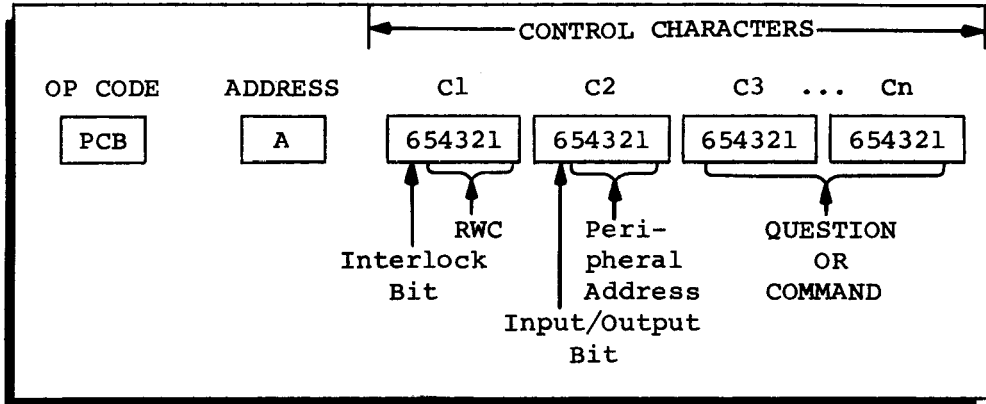 CONTROL CHARACTERS
OP CODE ADDRESS C1 C2 C3 ... Cn
PCB A 654321 654321 654321 654321
RWC Peri- QUESTION
Interlock pheral OR
Bit Address COMMAND
Input/Output
Bit